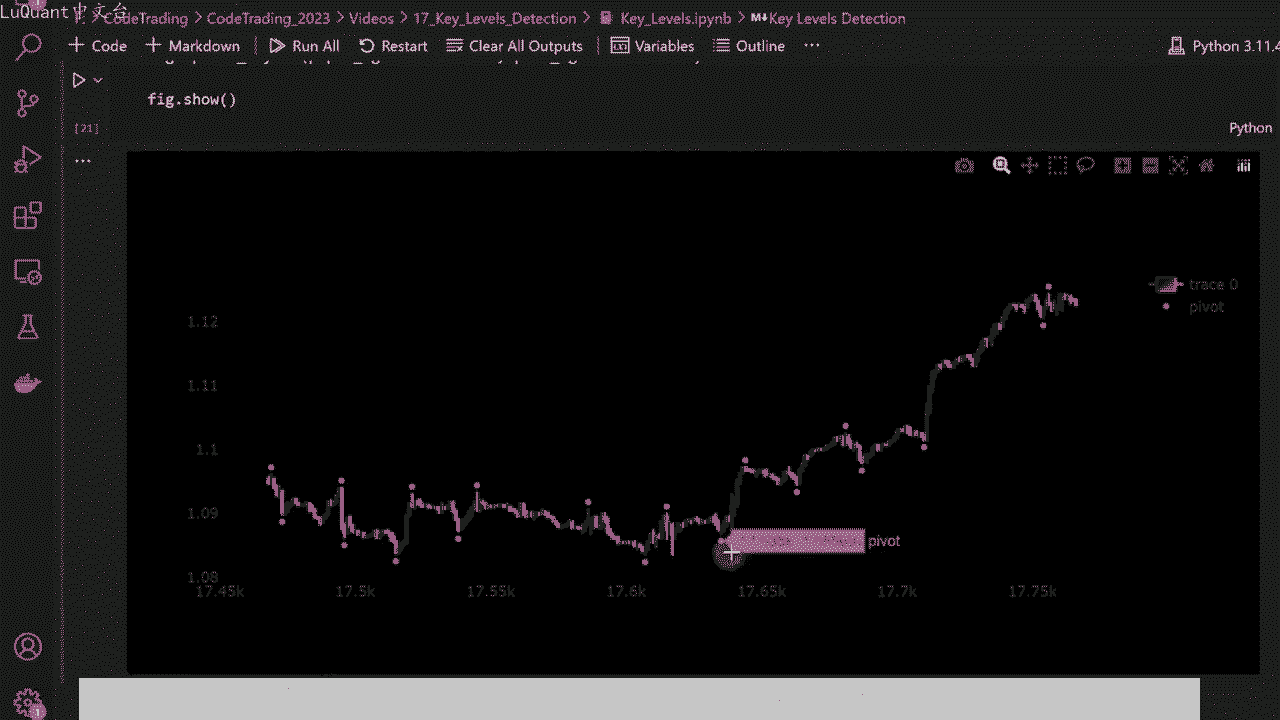 LuQuant中文台
CodeTrading > CodeTrading_2023 > Videos > 17_Key_Levels_Detection > Key_Levels.ipynb > M↓Key Levels Detection
+ Code + Markdown Run All Restart Clear All Outputs Variables Outline ... Python 3.11.4
fig.show()
[21]
Python
...
trace 0
pivot
1.12
1.11
1.1
1.09
1.08
pivot
17.45k 17.5k 17.55k 17.6k 17.65k 17.7k 17.75k
1